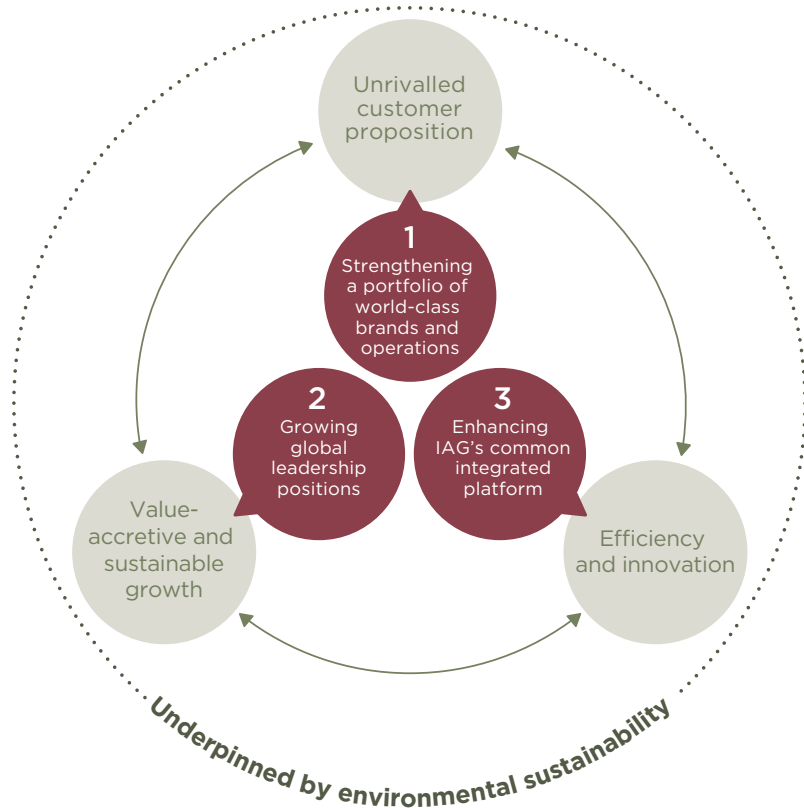 Unrivalled
customer
proposition
1
Strengthening
a portfolio of
world-class
brands and
operations
2
Growing
global
leadership
positions
3
Enhancing
IAG’s common
integrated
platform
Value-
accretive and
sustainable
growth
Efficiency
and innovation
Underpinned by environmental sustainability